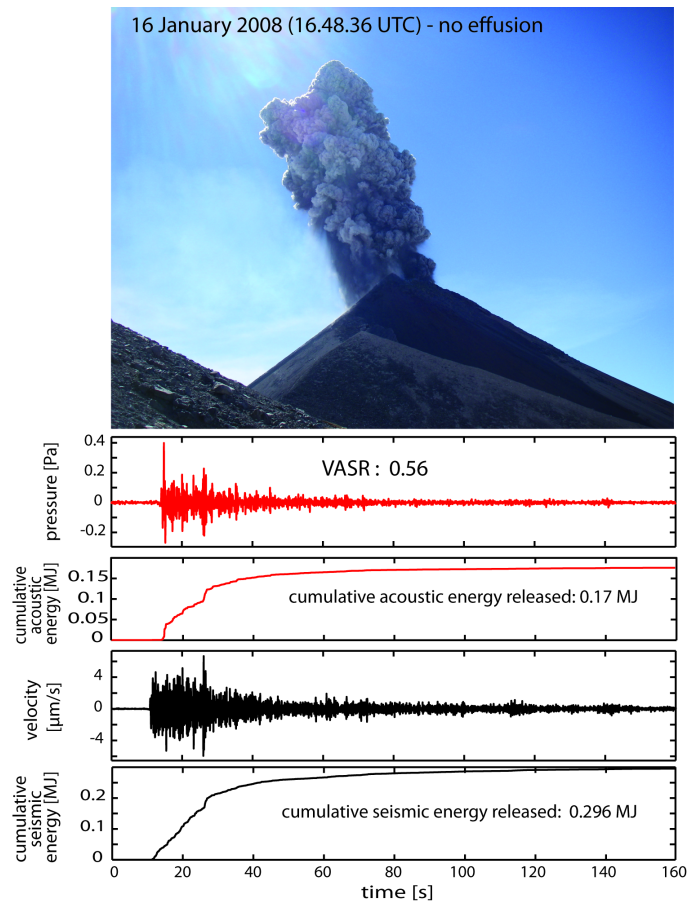 16 January 2008 (16.48.36 UTC) - no effusion
pressure [Pa]
0.4
0.2
0
-0.2
VASR : 0.56
cumulative
acoustic
energy [MJ]
0.15
0.1
0.05
0
cumulative acoustic energy released: 0.17 MJ
velocity
[µm/s]
4
0
-4
cumulative
seismic
energy [MJ]
0.2
0.1
0
cumulative seismic energy released: 0.296 MJ
0 20 40 60 80 100 120 140 160
time [s]